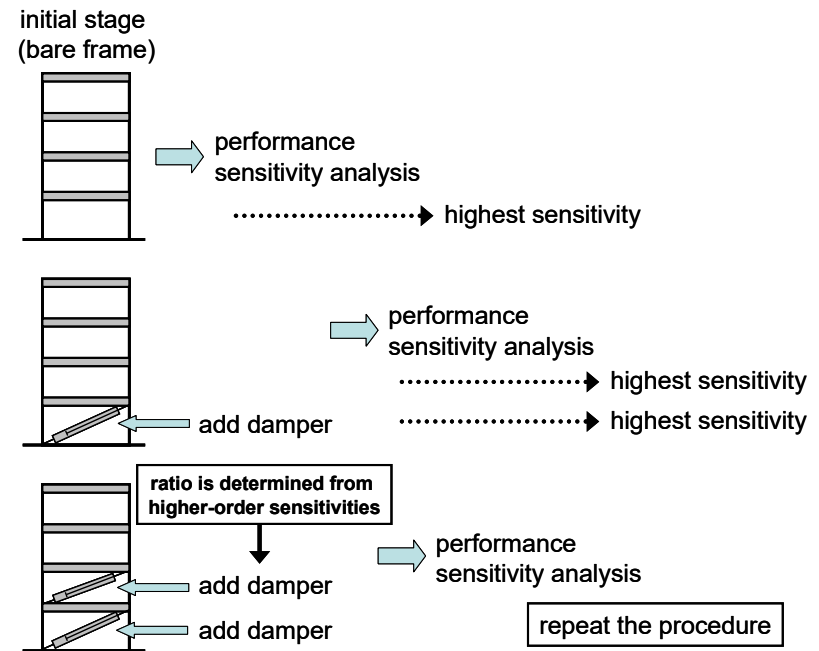 initial stage
(bare frame)
performance
sensitivity analysis
highest sensitivity
performance
sensitivity analysis
highest sensitivity
add damper
highest sensitivity
ratio is determined from
higher-order sensitivities
performance
sensitivity analysis
add damper
add damper
repeat the procedure